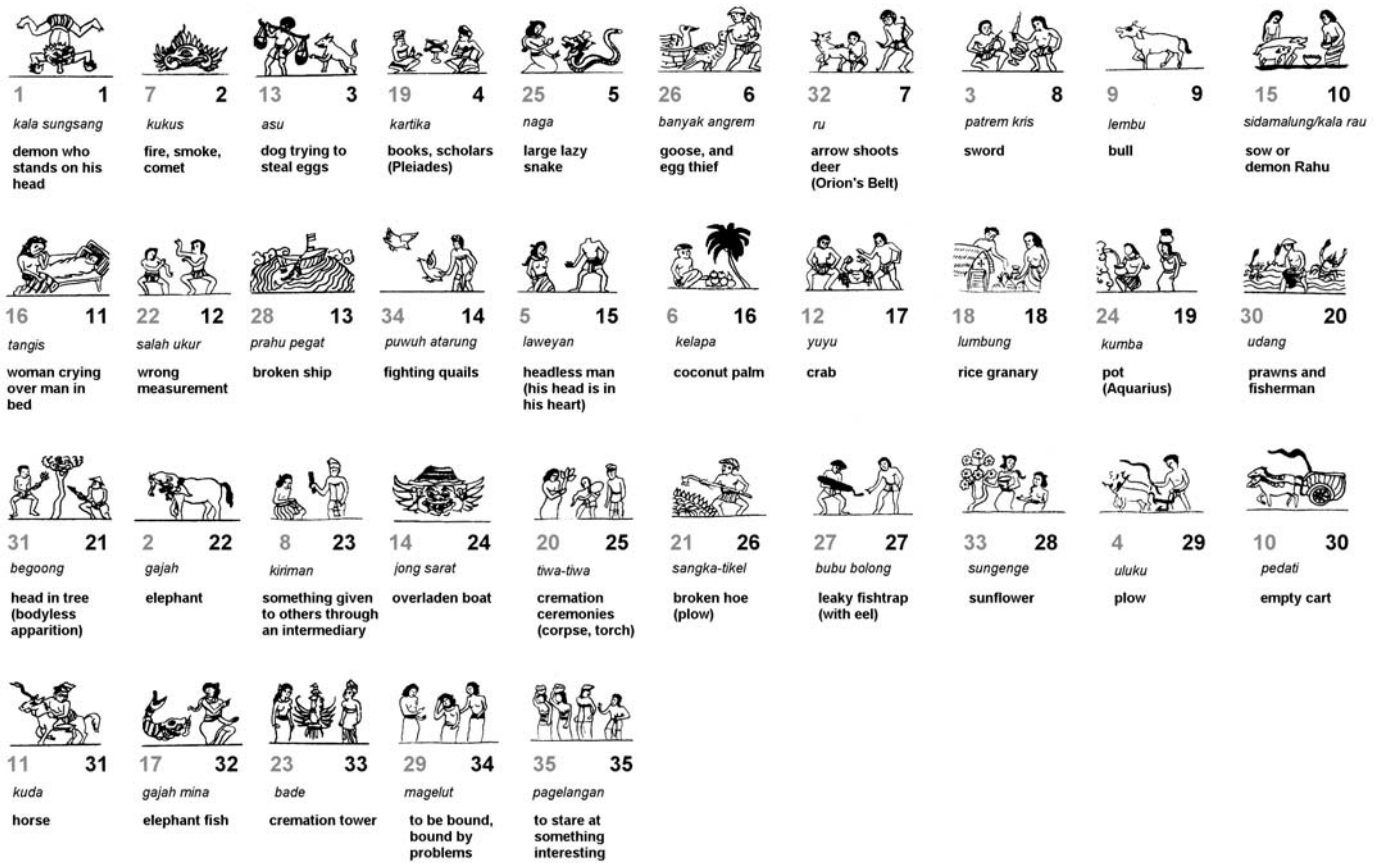 1 1 7 2 13 3 19 4 25 5 26 6 32 7 3 8 9 9 15 10
kala sungsang kukus asu kartika naga banyak angrem ru patrem kris lembu sidamalung/kala rau
demon who fire, smoke, dog trying to books, scholars large lazy goose, and arrow shoots sword bull sow or
stands on his comet steal eggs (Pleiades) snake egg thief deer demon Rahu
head (Orion's Belt)
16 11 22 12 28 13 34 14 5 15 6 16 12 17 18 18 24 19 30 20
tangis salah ukur prahu pegat puwuh atarung laweyan kelapa yuyu lumbung kumba udang
woman crying wrong broken ship fighting quails headless man coconut palm crab rice granary pot prawns and
over man in measurement (his head is in (Aquarius) fisherman
bed his heart)
31 21 2 22 8 23 14 24 20 25 21 26 27 27 33 28 4 29 10 30
begoong gajah kiriman jong sarat tiwa-tiwa sangka-tikel bubu bolong sungenge uluku pedati
head in tree elephant something given overladen boat cremation broken hoe leaky fishtrap sunflower plow empty cart
(bodyless to others through ceremonies (plow) (with eel)
apparition) an intermediary (corpse, torch)
11 31 17 32 23 33 29 34 35 35
kuda gajah mina bade magelut pagelangan
horse elephant fish cremation tower to be bound, to stare at
bound by something
problems interesting